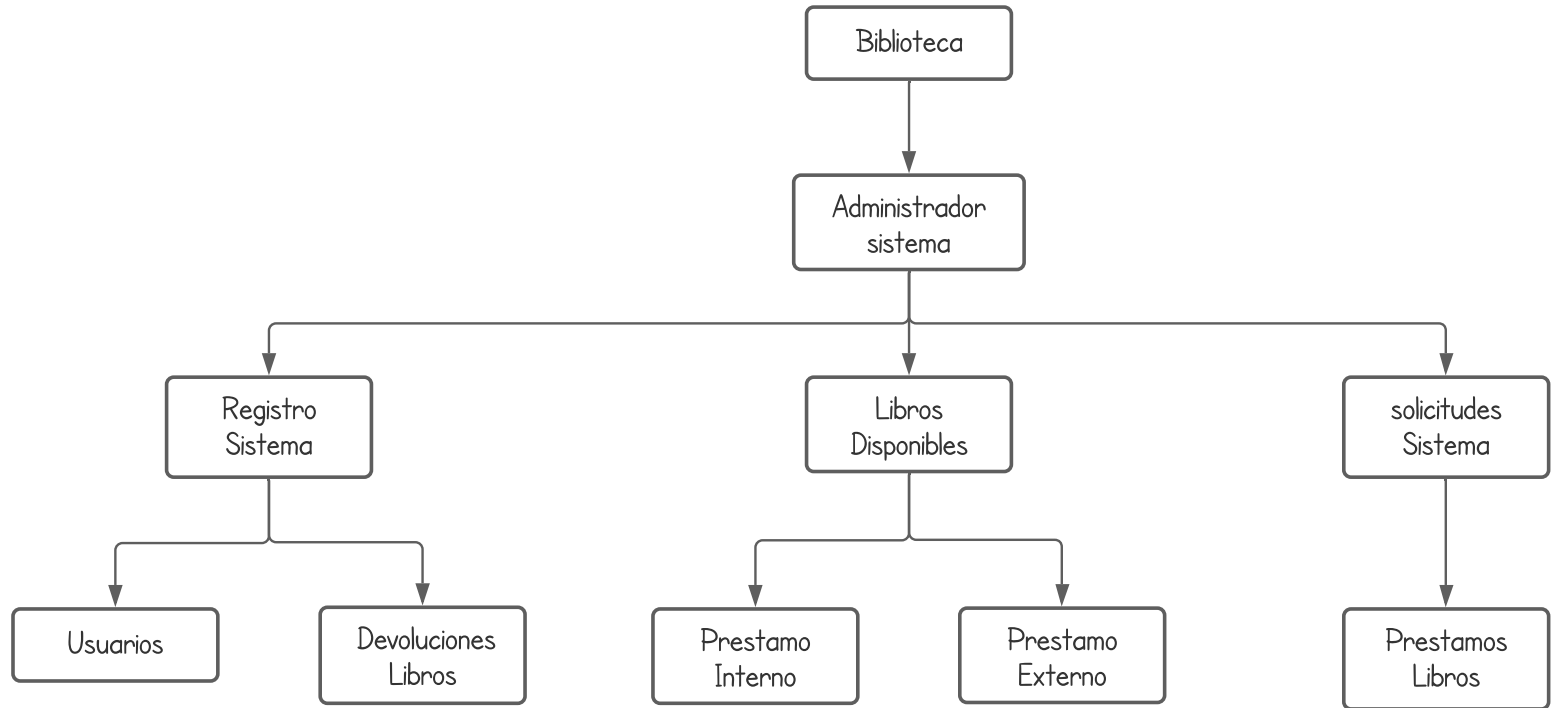 Biblioteca
Administrador
sistema
Registro
Sistema
Libros
Disponibles
solicitudes
Sistema
Usuarios
Devoluciones
Libros
Prestamo
Interno
Prestamo
Externo
Prestamos
Libros